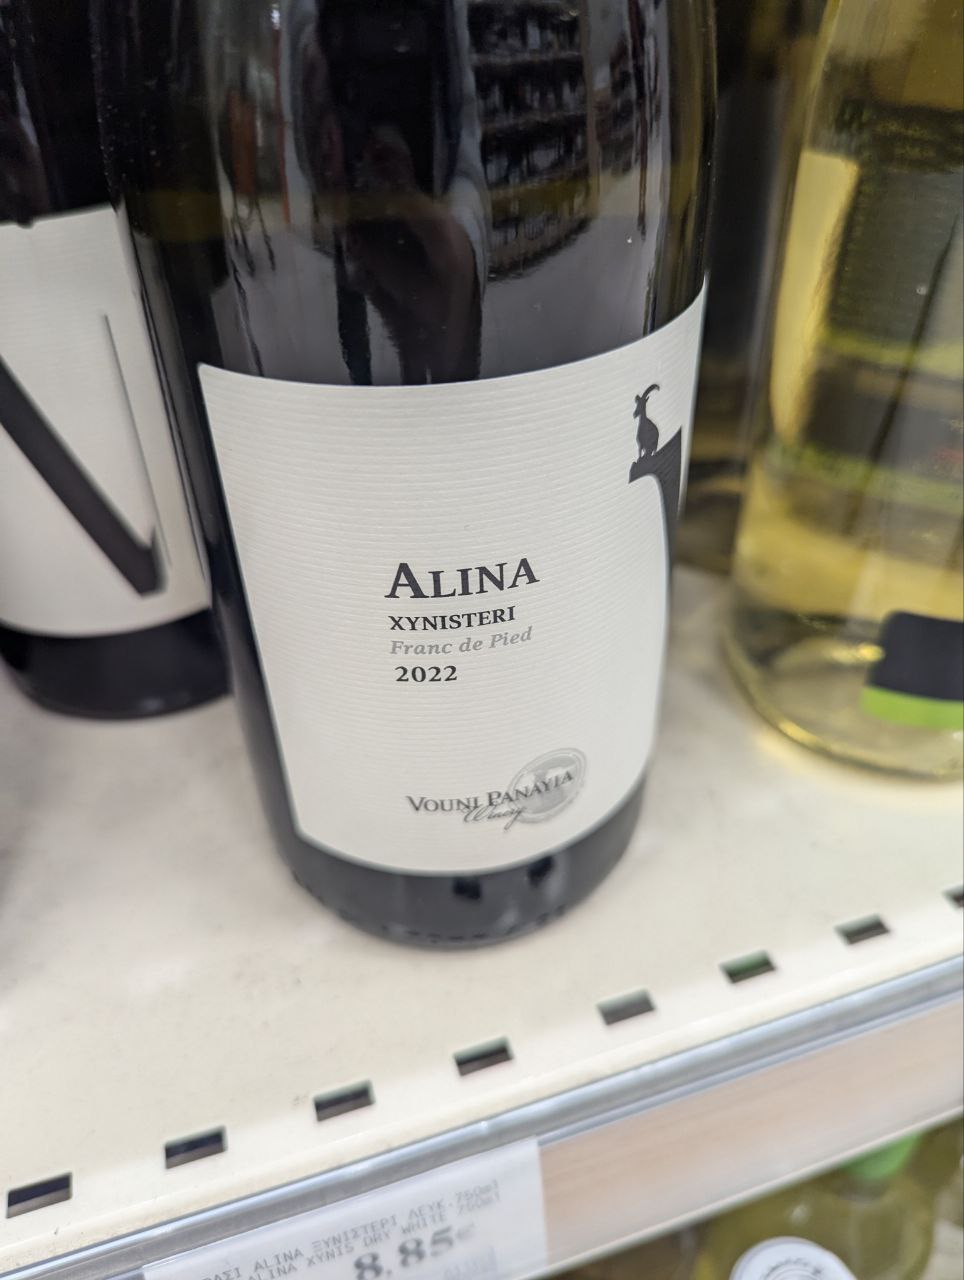 ALINA
XYNISTERI
Franc de Pied
2022
VOUNI PANAYIA
Winery
ALINA ΞΥΝΙΣΤΕΡΙ ΛΕΥΚ.750ml
ALINA XYNIS DRY WHITE 750ml
8.85€